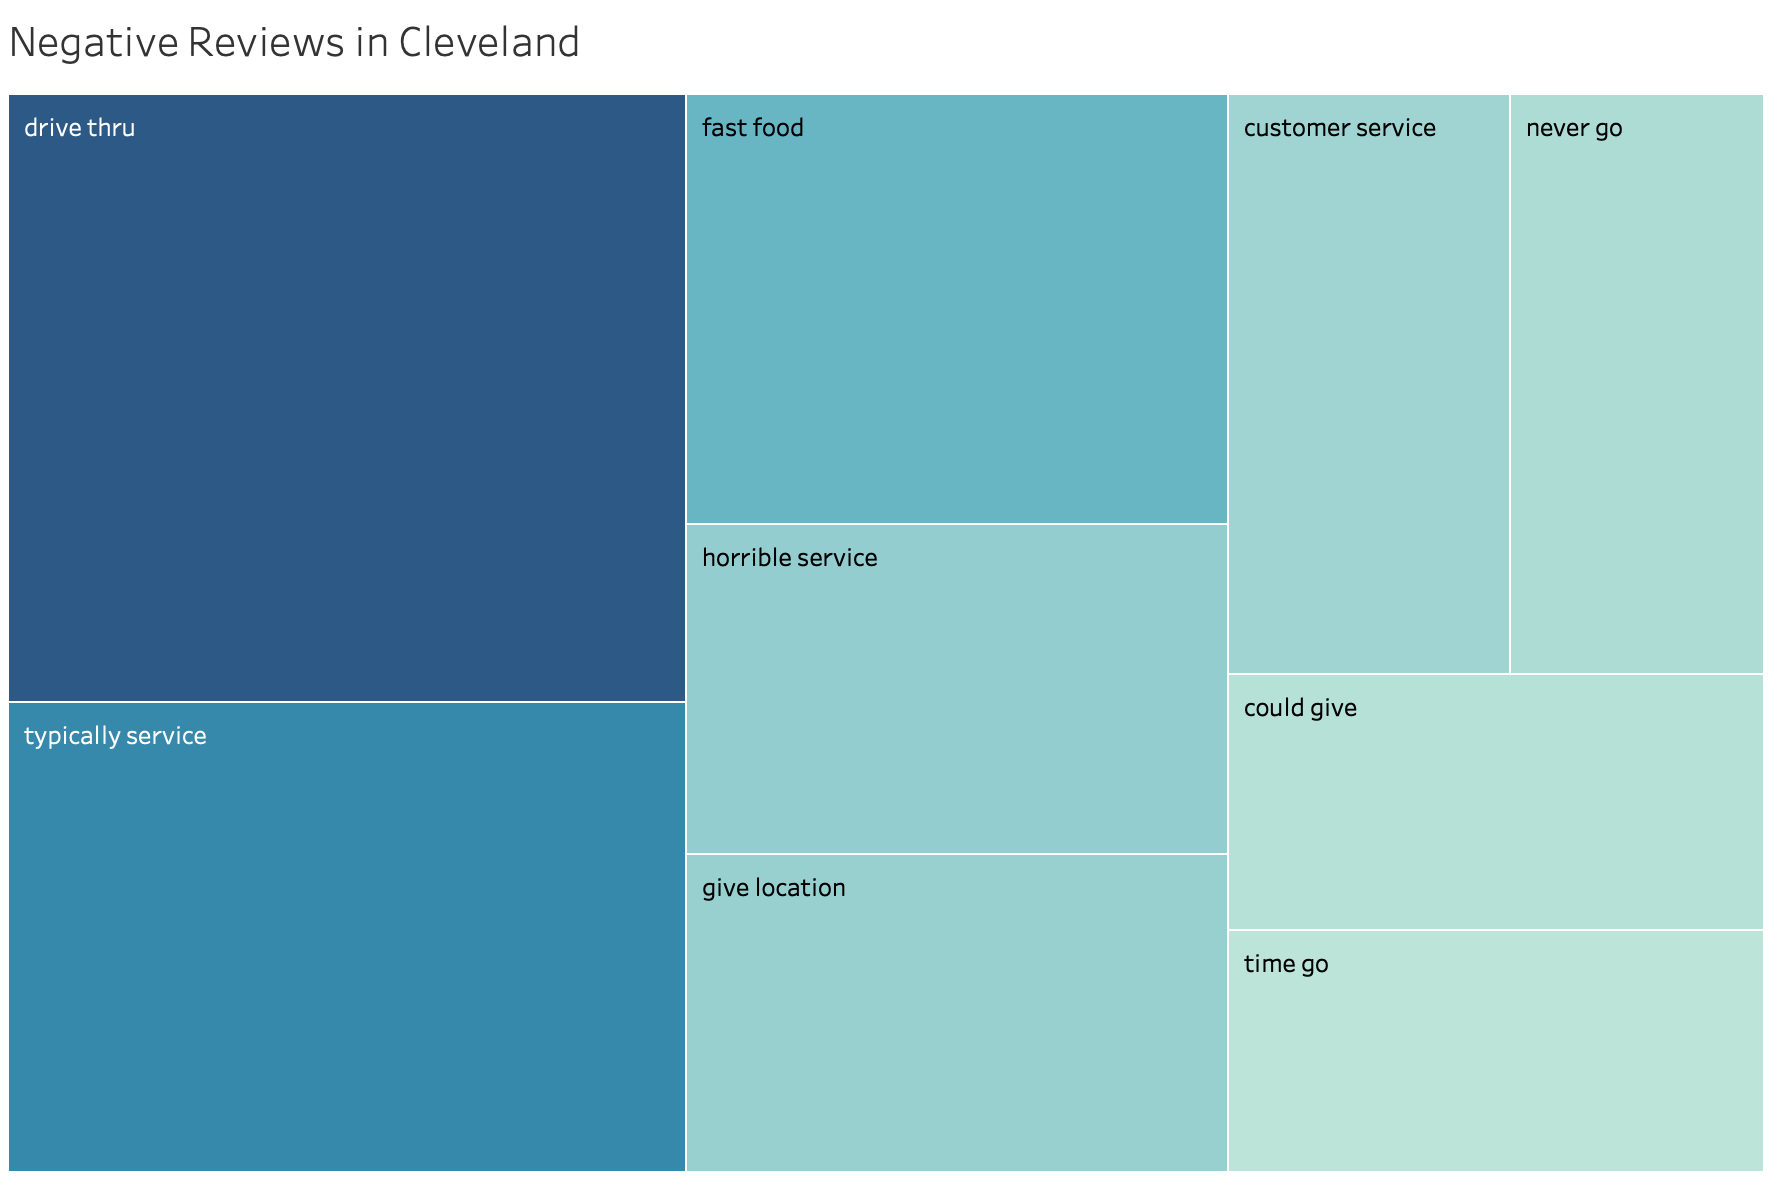 Negative Reviews in Cleveland
drive thru
typically service
fast food
horrible service
give location
customer service
never go
could give
time go